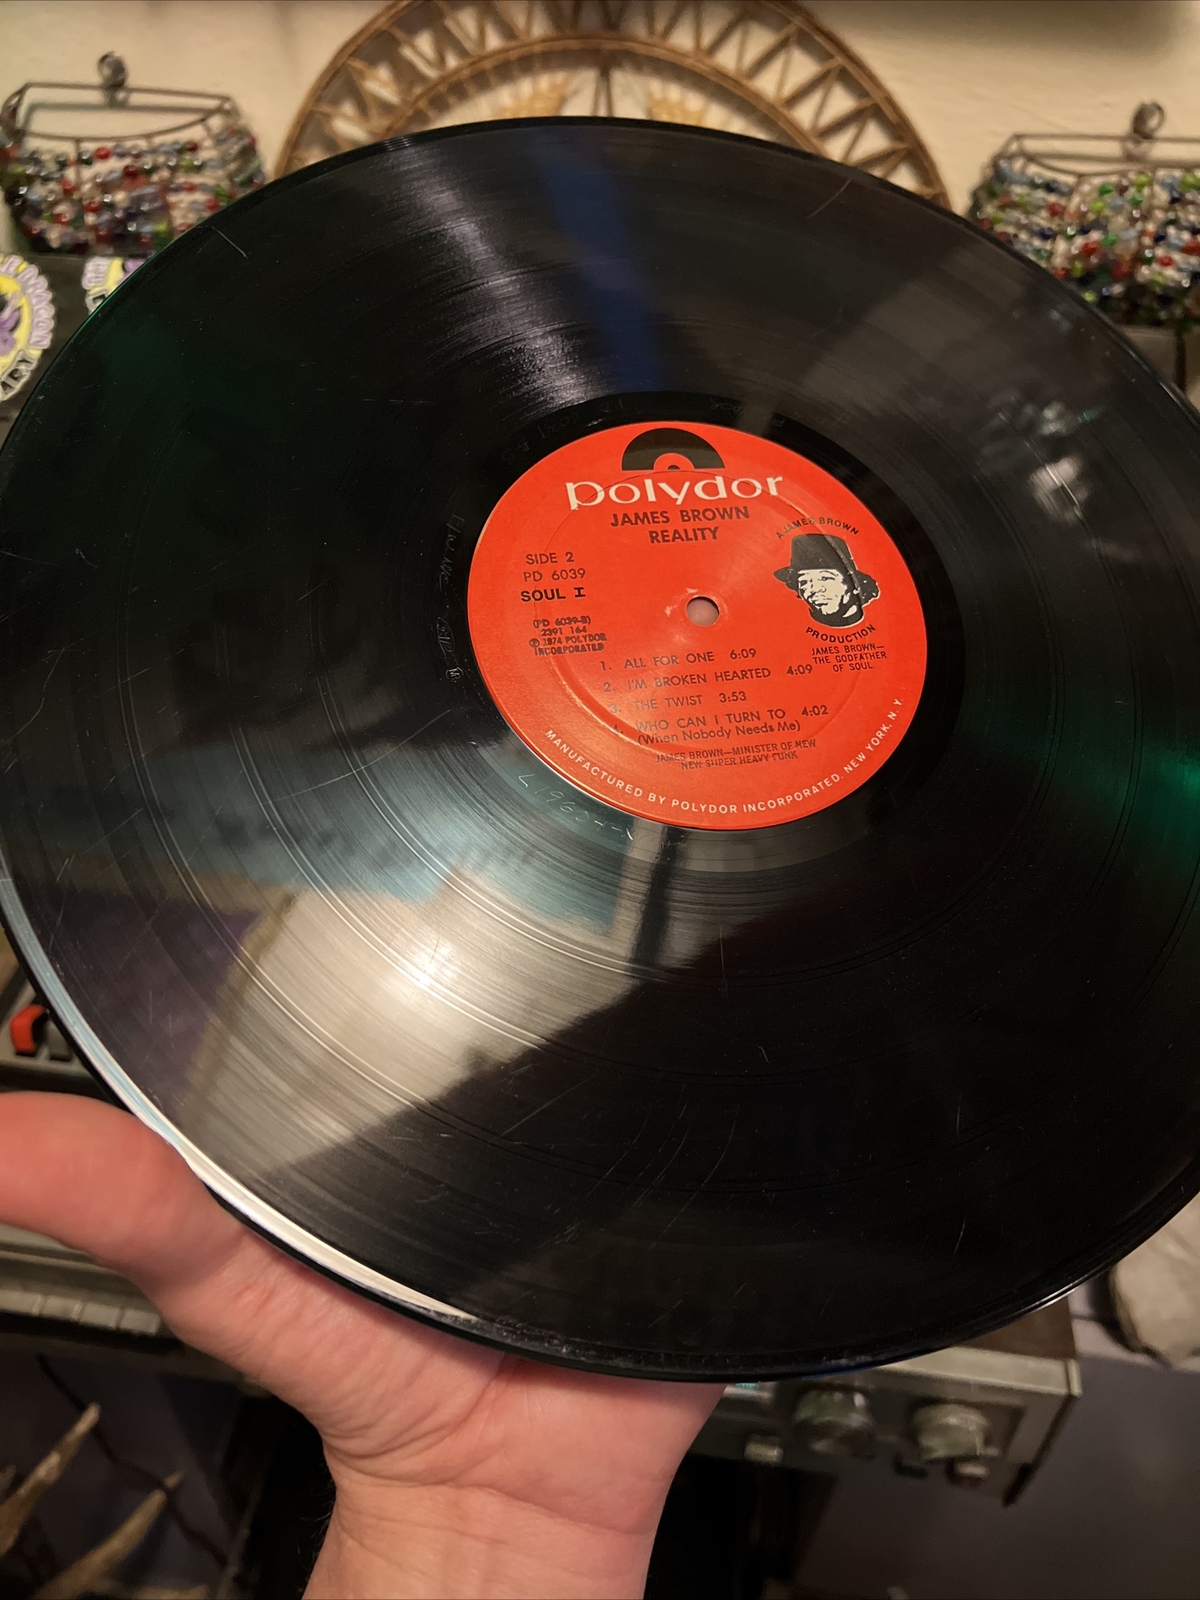 polydor
JAMES BROWN
REALITY
SIDE 2
PD 6039
SOUL I
(PD 6039-B)
2391 164
℗ 1974 POLYDOR
INCORPORATED
A JAMES BROWN
PRODUCTION
JAMES BROWN—
THE GODFATHER
OF SOUL
1. ALL FOR ONE 6:09
2. I'M BROKEN HEARTED 4:09
3. THE TWIST 3:53
4. WHO CAN I TURN TO 4:02
(When Nobody Needs Me)
JAMES BROWN—MINISTER OF NEW
NEW SUPER HEAVY FUNK
MANUFACTURED BY POLYDOR INCORPORATED. NEW YORK, N.Y.